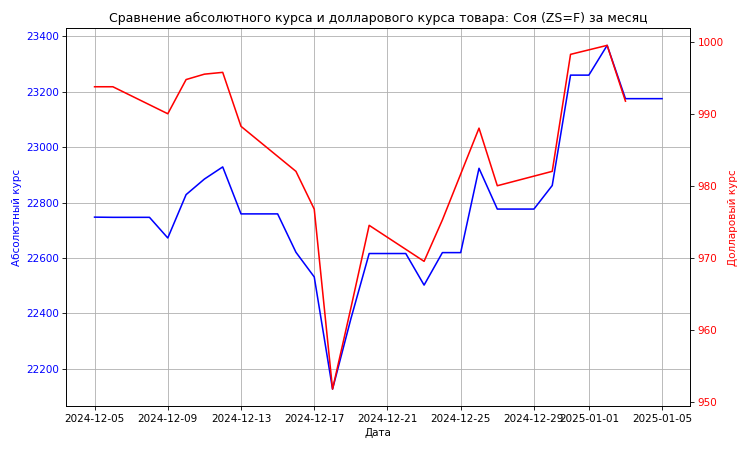 Сравнение абсолютного курса и долларового курса товара: Соя (ZS=F) за месяц
23400
23200
23000
22800
22600
22400
22200
Абсолютный курс
1000
990
980
970
960
950
Долларовый курс
2024-12-05 2024-12-09 2024-12-13 2024-12-17 2024-12-21 2024-12-25 2024-12-29 2025-01-01 2025-01-05
Дата